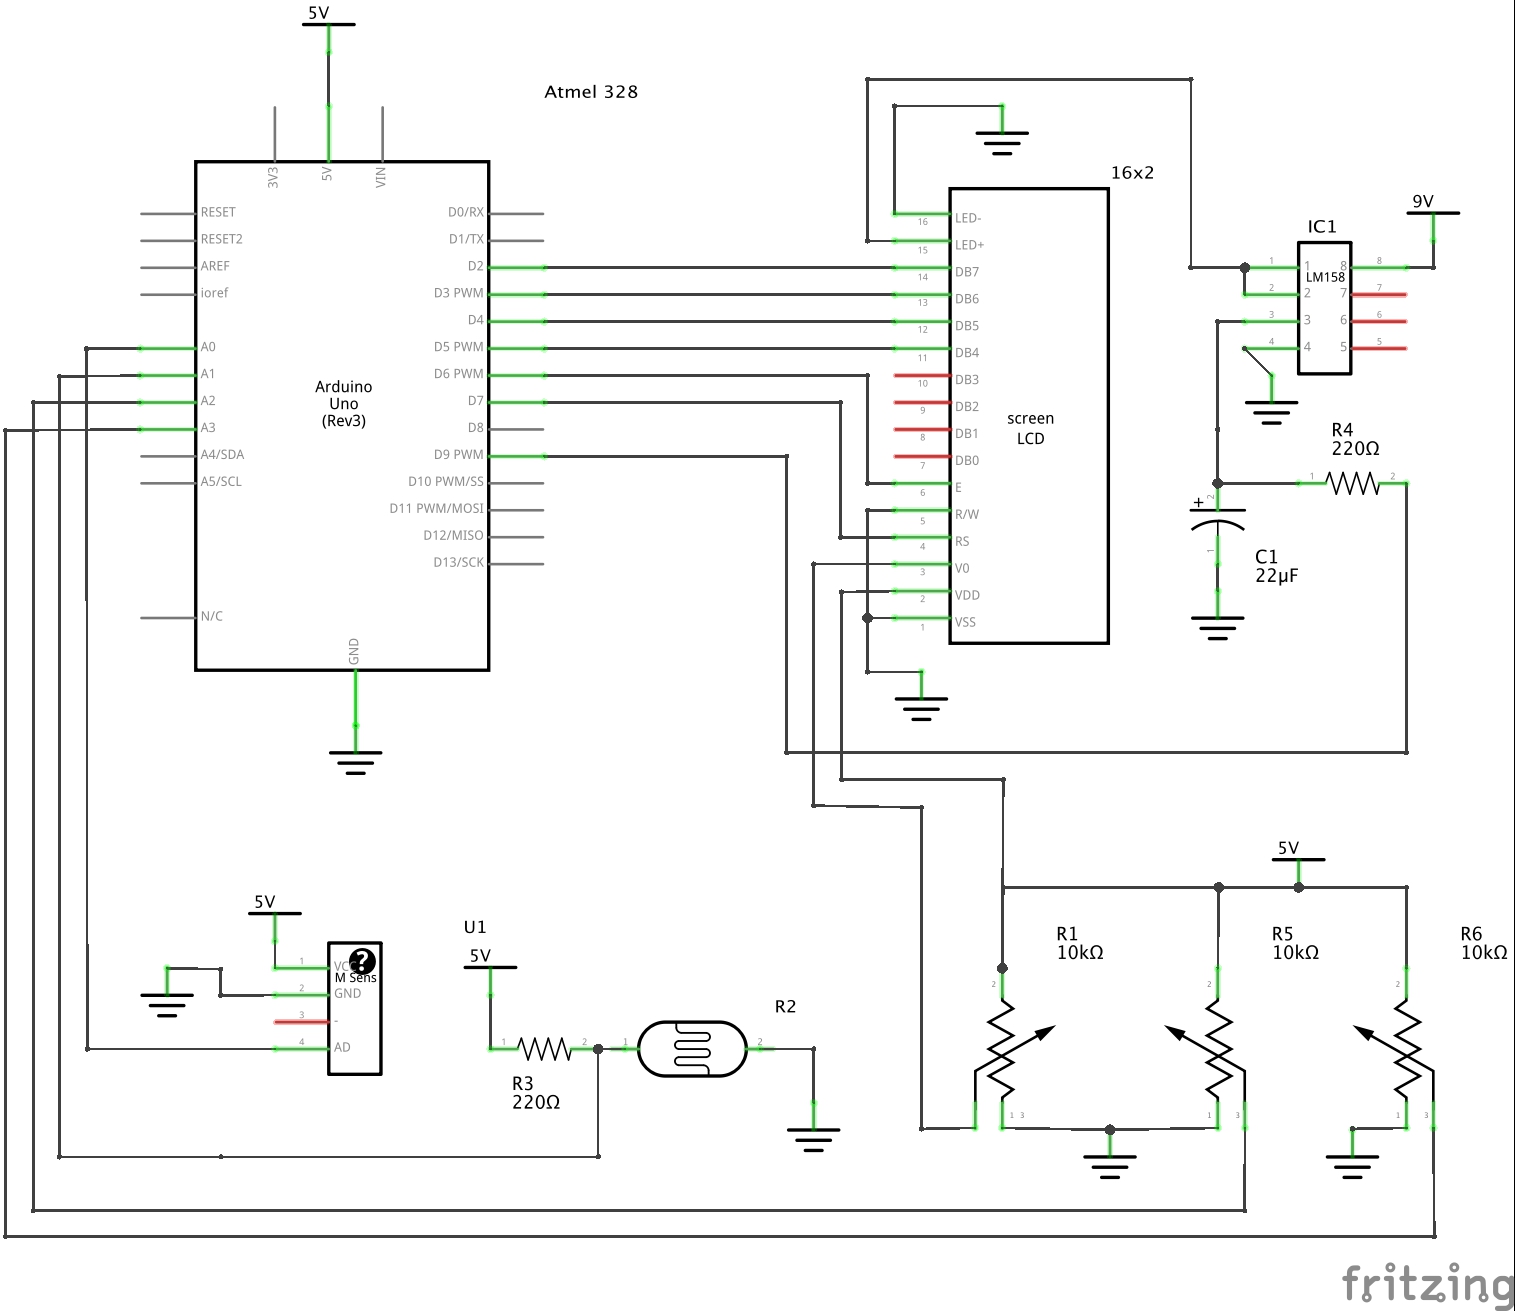 5V
Atmel 328
3V3
5V
VIN
RESET
RESET2
AREF
ioref
A0
A1
A2
A3
A4/SDA
A5/SCL
N/C
Arduino
Uno
(Rev3)
GND
D0/RX
D1/TX
D2
D3 PWM
D4
D5 PWM
D6 PWM
D7
D8
D9 PWM
D10 PWM/SS
D11 PWM/MOSI
D12/MISO
D13/SCK
16x2
16 LED-
15 LED+
14 DB7
13 DB6
12 DB5
11 DB4
10 DB3
9 DB2
8 DB1
7 DB0
6 E
5 R/W
4 RS
3 V0
2 VDD
1 VSS
screen
LCD
9V
IC1
1 1 8 8
LM158
2 2 7 7
3 3 6 6
4 4 5 5
R4
220Ω
1 2
+ 2
1
C1
22µF
5V
1 VCC ?
M Sens
2 GND
3 -
4 AD
U1
5V
1 2
R3
220Ω
R2
1 2
5V
R1
10kΩ
2
1 3
R5
10kΩ
2
1 3
R6
10kΩ
2
1 3
fritzing